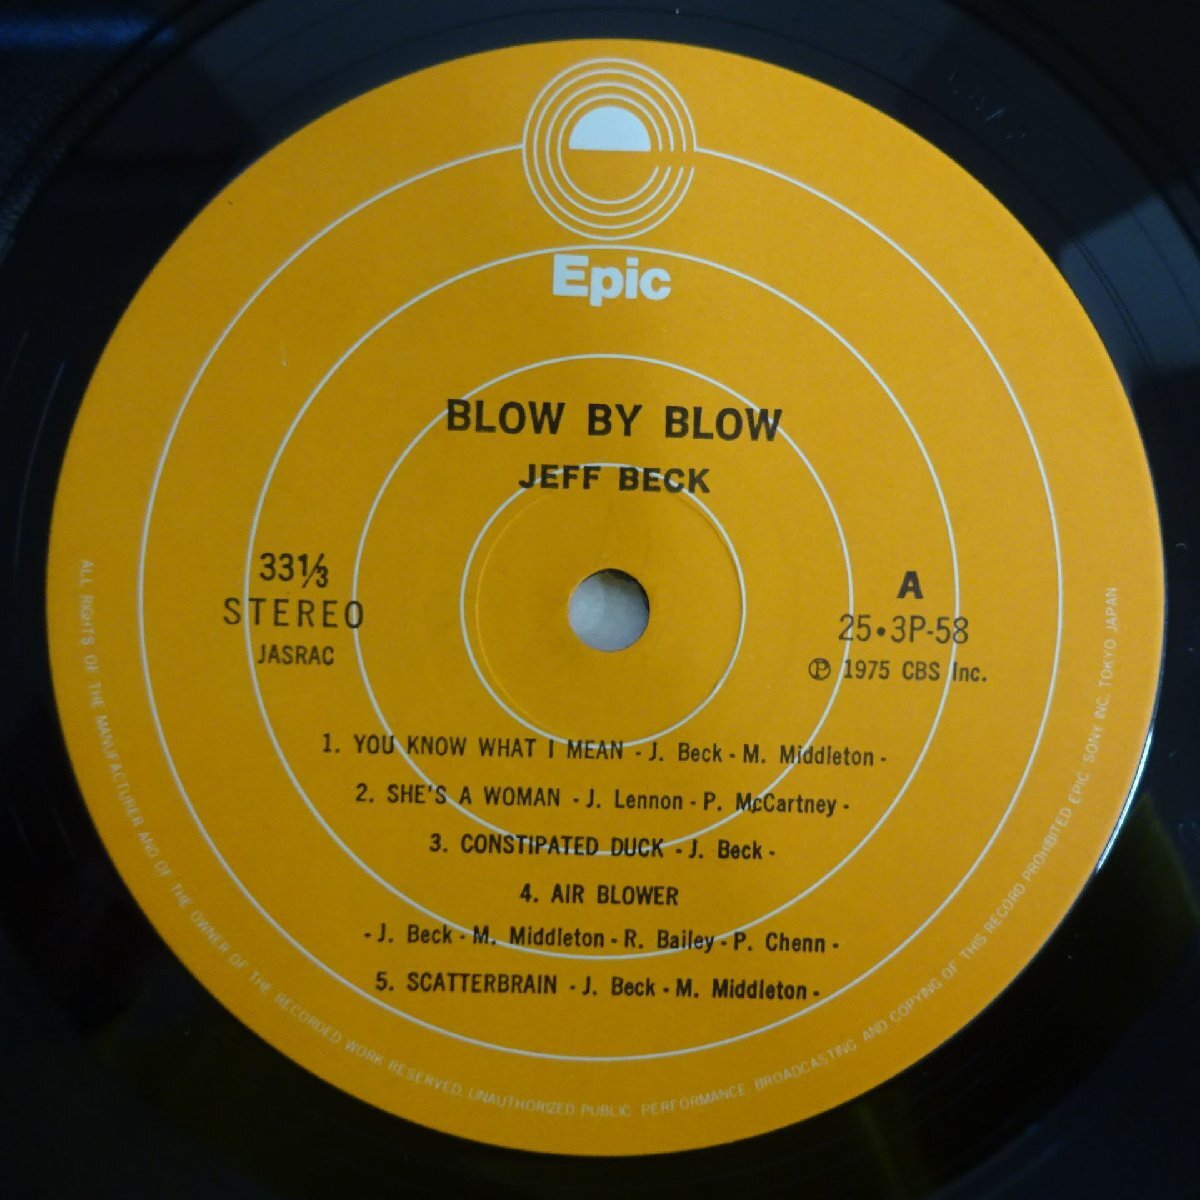 Epic
BLOW BY BLOW
JEFF BECK
33⅓
STEREO
JASRAC
A
25•3P-58
Ⓟ 1975 CBS Inc.
1. YOU KNOW WHAT I MEAN - J. Beck - M. Middleton -
2. SHE'S A WOMAN - J. Lennon - P. McCartney -
3. CONSTIPATED DUCK - J. Beck -
4. AIR BLOWER
- J. Beck - M. Middleton - R. Bailey - P. Chenn -
5. SCATTERBRAIN - J. Beck - M. Middleton -
ALL RIGHTS OF THE MANUFACTURER AND OF THE OWNER OF THE RECORDED WORK RESERVED. UNAUTHORIZED PUBLIC PERFORMANCE BROADCASTING AND COPYING OF THIS RECORD PROHIBITED EPIC SONY INC. TOKYO JAPAN